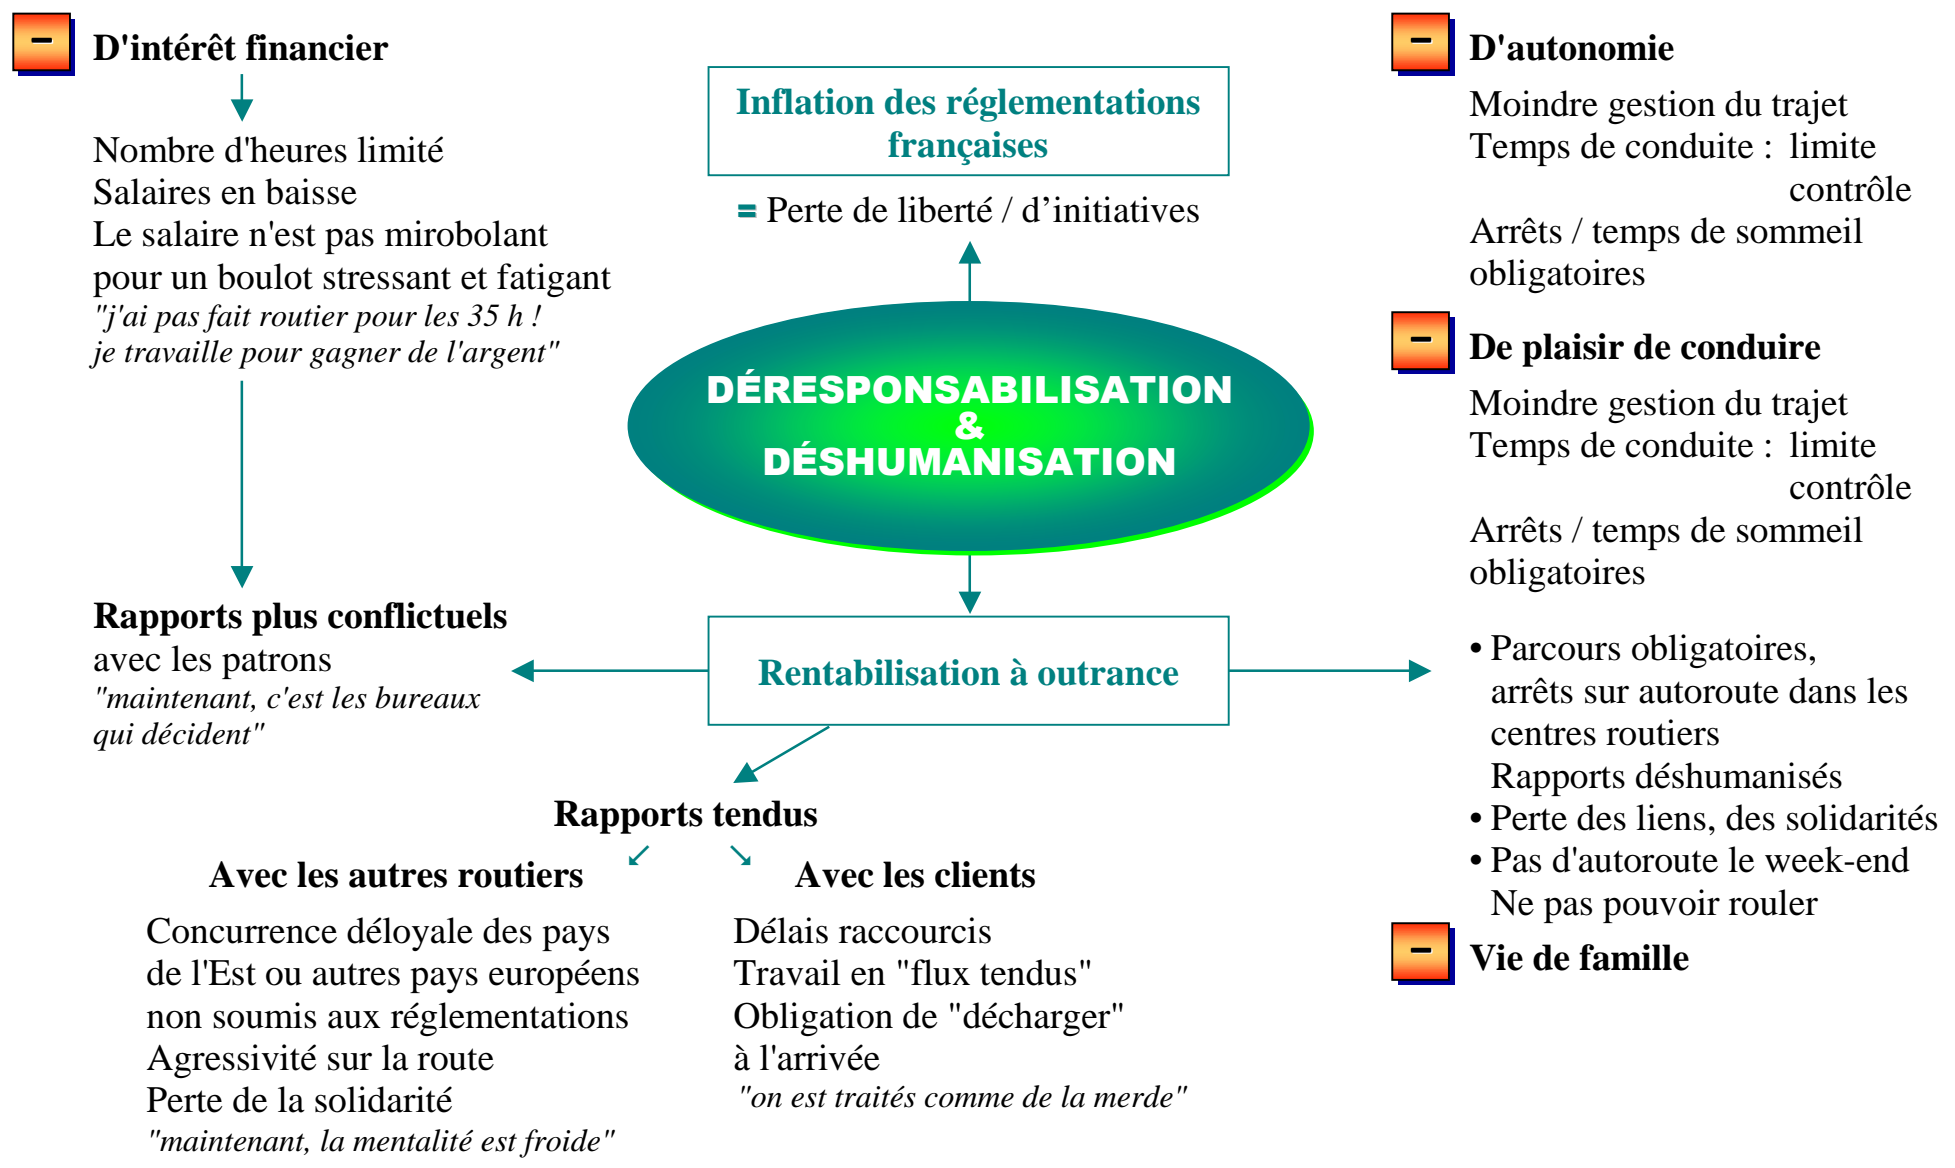 – D'intérêt financier
Nombre d'heures limité
Salaires en baisse
Le salaire n'est pas mirobolant
pour un boulot stressant et fatigant
"j'ai pas fait routier pour les 35 h !
je travaille pour gagner de l'argent"
Rapports plus conflictuels
avec les patrons
"maintenant, c'est les bureaux
qui décident"
Inflation des réglementations
françaises
= Perte de liberté / d’initiatives
DÉRESPONSABILISATION
&
DÉSHUMANISATION
Rentabilisation à outrance
Rapports tendus
Avec les autres routiers
Concurrence déloyale des pays
de l'Est ou autres pays européens
non soumis aux réglementations
Agressivité sur la route
Perte de la solidarité
"maintenant, la mentalité est froide"
Avec les clients
Délais raccourcis
Travail en "flux tendus"
Obligation de "décharger"
à l'arrivée
"on est traités comme de la merde"
– D'autonomie
Moindre gestion du trajet
Temps de conduite : limite
contrôle
Arrêts / temps de sommeil
obligatoires
– De plaisir de conduire
Moindre gestion du trajet
Temps de conduite : limite
contrôle
Arrêts / temps de sommeil
obligatoires
• Parcours obligatoires,
arrêts sur autoroute dans les
centres routiers
Rapports déshumanisés
• Perte des liens, des solidarités
• Pas d'autoroute le week-end
Ne pas pouvoir rouler
– Vie de famille